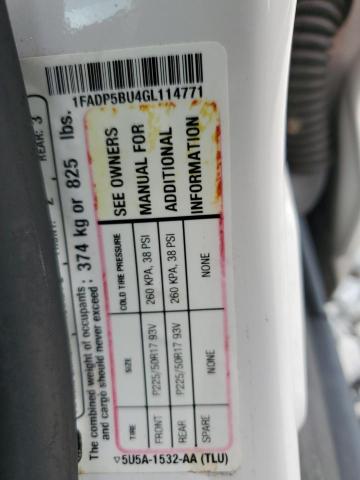 1FADP5BU4GL114771
REAR: 3
2
The combined weight of occupants
and cargo should never exceed : 374 kg or 825 lbs.
TIRE SIZE COLD TIRE PRESSURE SEE OWNERS
FRONT P225/50R17 93V 260 KPA, 38 PSI MANUAL FOR
REAR P225/50R17 93V 260 KPA, 38 PSI ADDITIONAL
SPARE NONE NONE INFORMATION
5U5A-1532-AA (TLU)